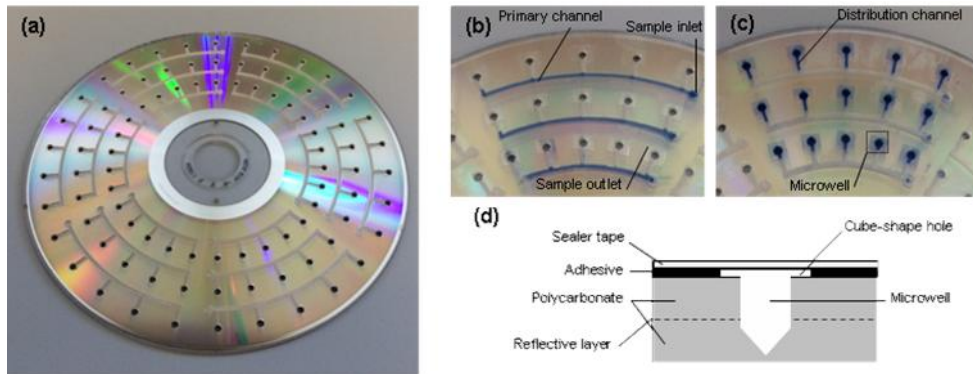 (a)
(b)
Primary channel
Sample inlet
Sample outlet
(c)
Distribution channel
Microwell
(d)
Sealer tape
Adhesive
Polycarbonate
Reflective layer
Cube-shape hole
Microwell